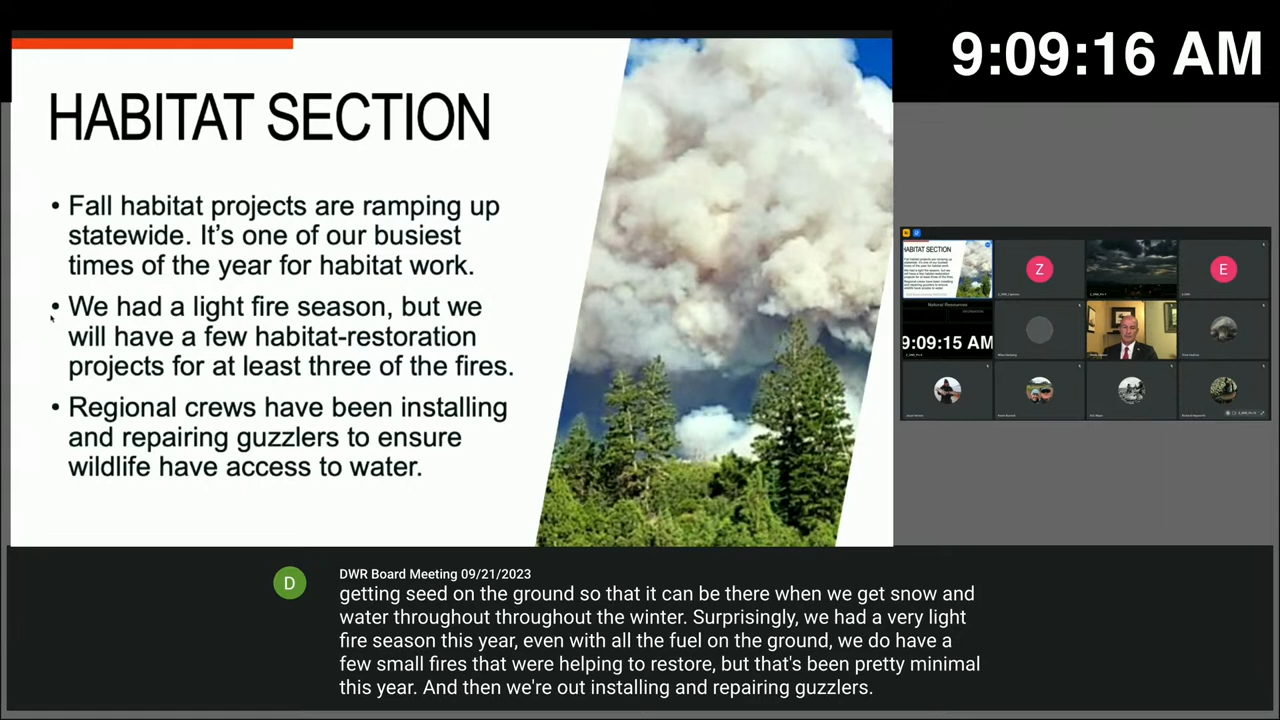 9:09:16 AM
HABITAT SECTION
• Fall habitat projects are ramping up
statewide. It's one of our busiest
times of the year for habitat work.
• We had a light fire season, but we
will have a few habitat-restoration
projects for at least three of the fires.
• Regional crews have been installing
and repairing guzzlers to ensure
wildlife have access to water.
HABITAT SECTION
Z
E
Natural Resources
9:09:15 AM
D
DWR Board Meeting 09/21/2023
getting seed on the ground so that it can be there when we get snow and
water throughout throughout the winter. Surprisingly, we had a very light
fire season this year, even with all the fuel on the ground, we do have a
few small fires that were helping to restore, but that's been pretty minimal
this year. And then we're out installing and repairing guzzlers.